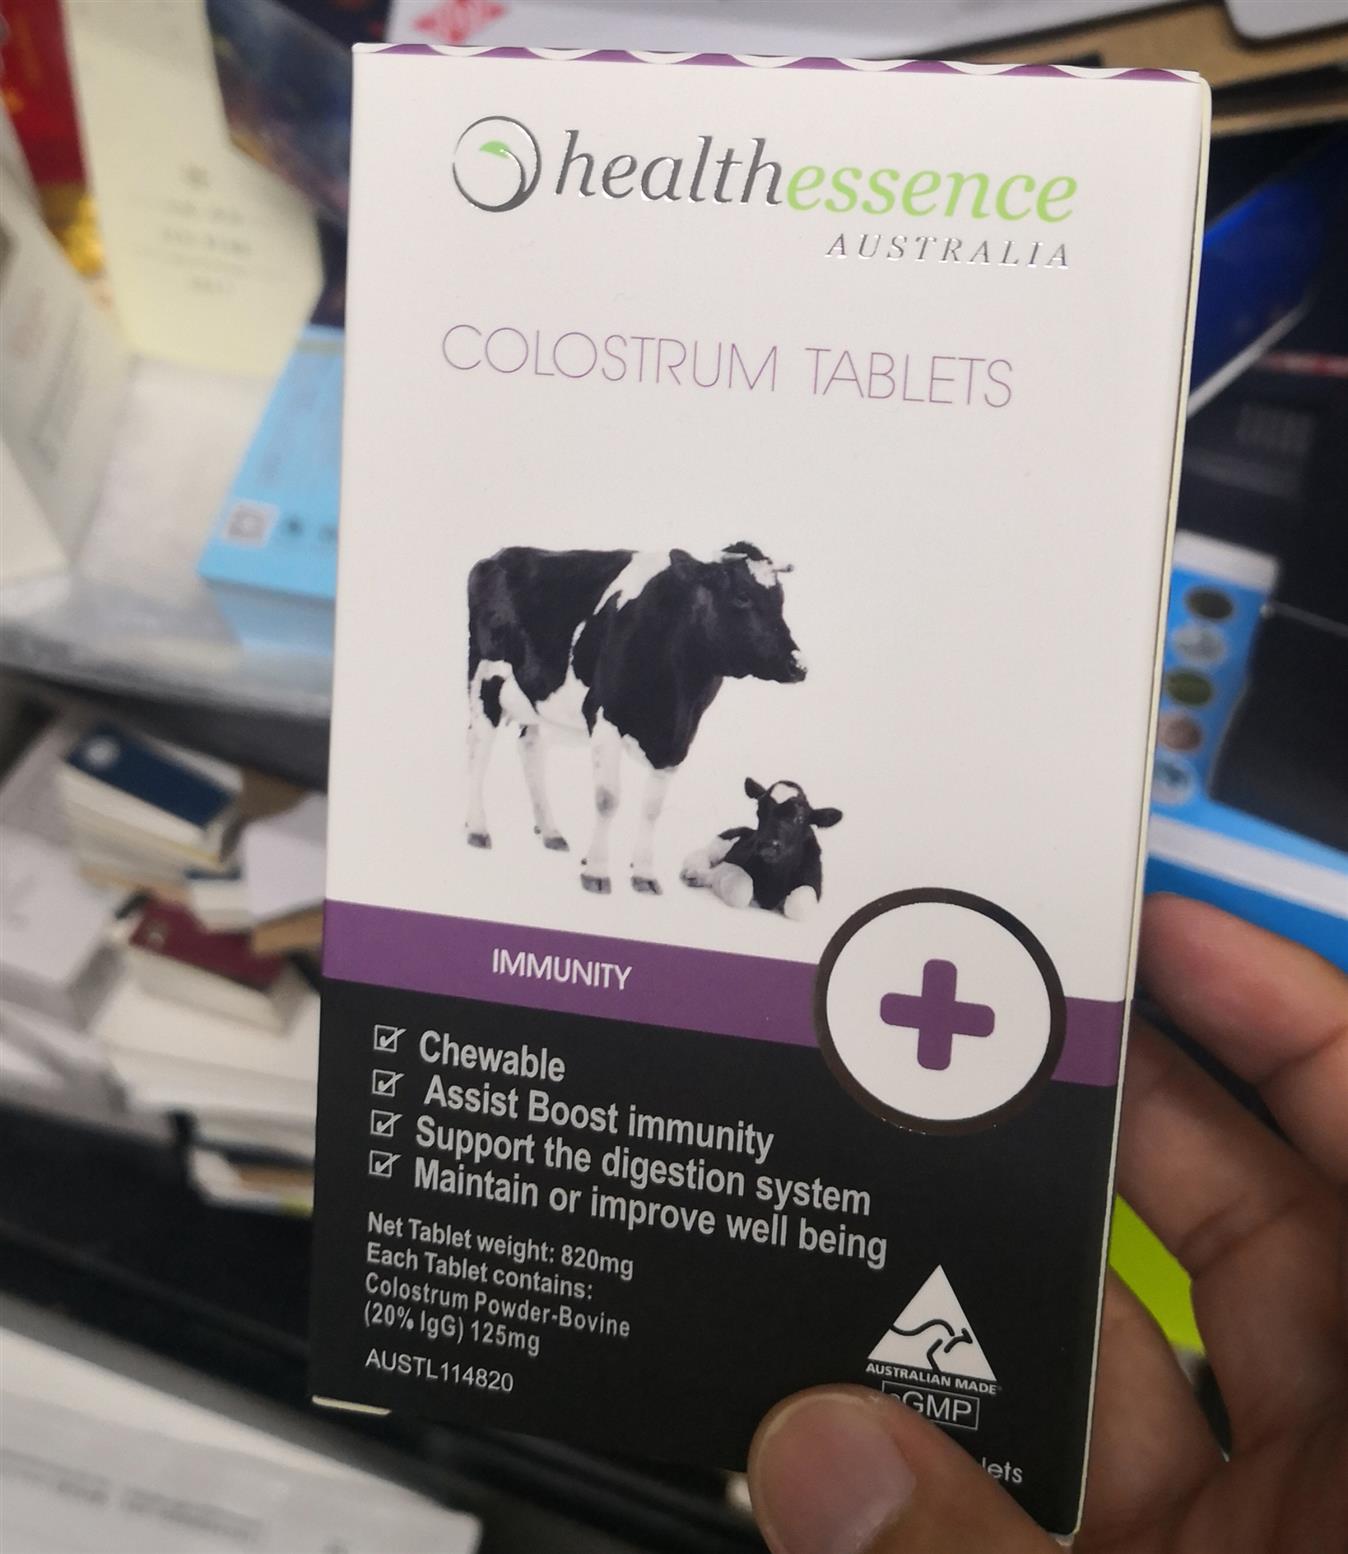 healthessence
AUSTRALIA
COLOSTRUM TABLETS
IMMUNITY
Chewable
Assist Boost immunity
Support the digestion system
Maintain or improve well being
Net Tablet weight: 820mg
Each Tablet contains:
Colostrum Powder-Bovine
(20% IgG) 125mg
AUSTL114820
AUSTRALIAN MADE
GMP
lets